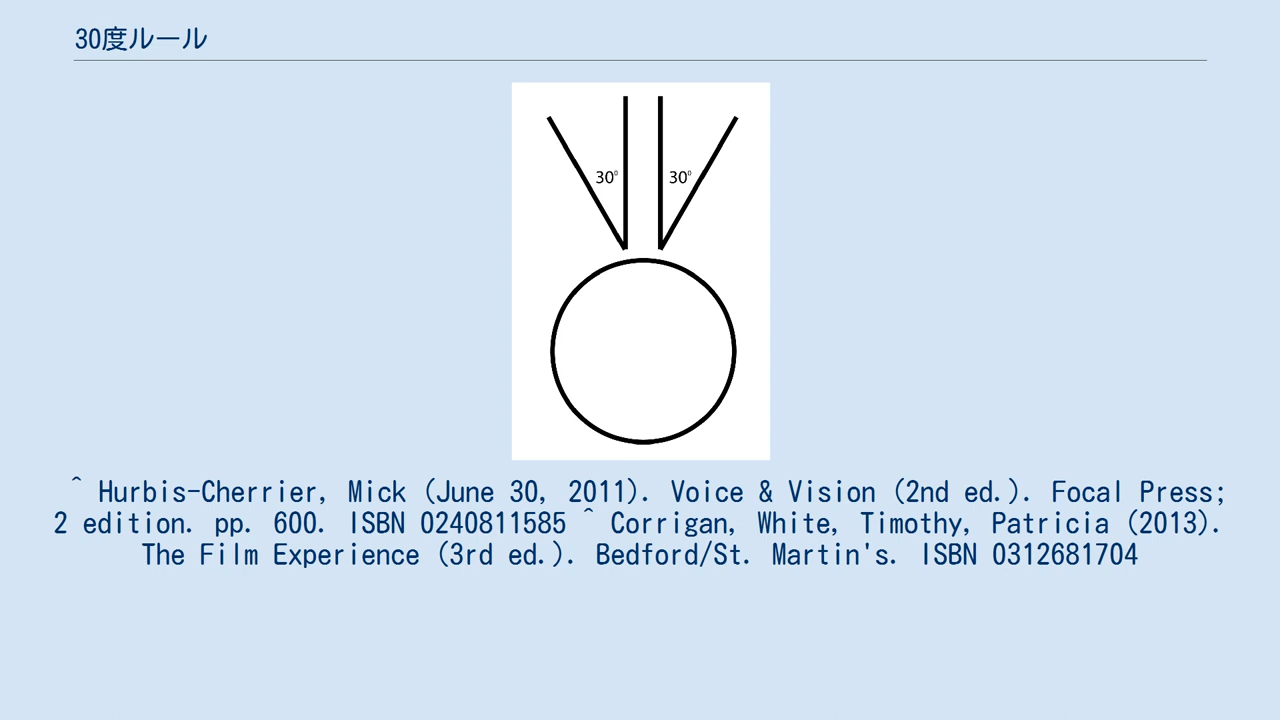 30度ルール
30⁰ 30⁰
^ Hurbis-Cherrier, Mick (June 30, 2011). Voice & Vision (2nd ed.). Focal Press;
2 edition. pp. 600. ISBN 0240811585 ^ Corrigan, White, Timothy, Patricia (2013).
The Film Experience (3rd ed.). Bedford/St. Martin's. ISBN 0312681704